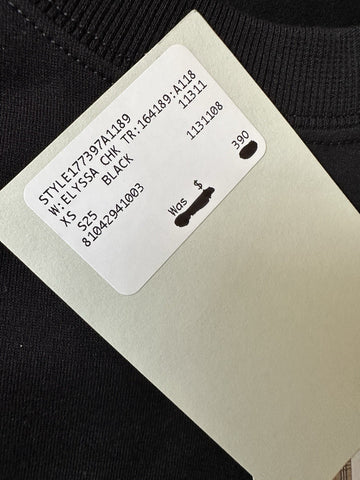 STYLE177397A1189
W:ELYSSA CHK TR:164189:A118
XS BLACK 11311
S25 1131108
81042941003
Was $ 390